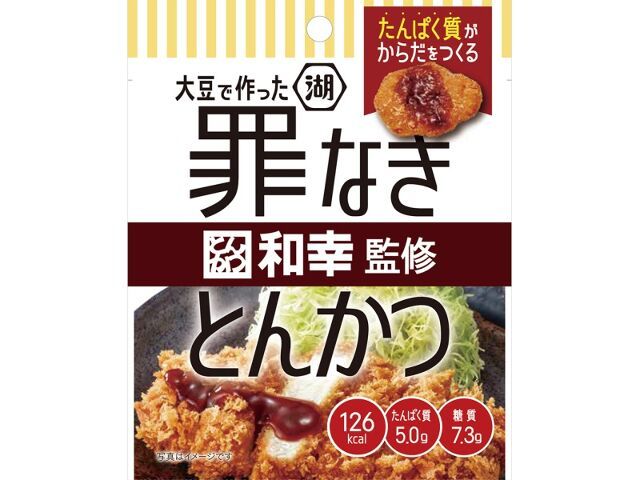 たんぱく質が
からだをつくる
大豆で作った 湖
罪なき
和幸 監修
とんかつ
126
kcal
たんぱく質
5.0g
糖質
7.3g
写真はイメージです